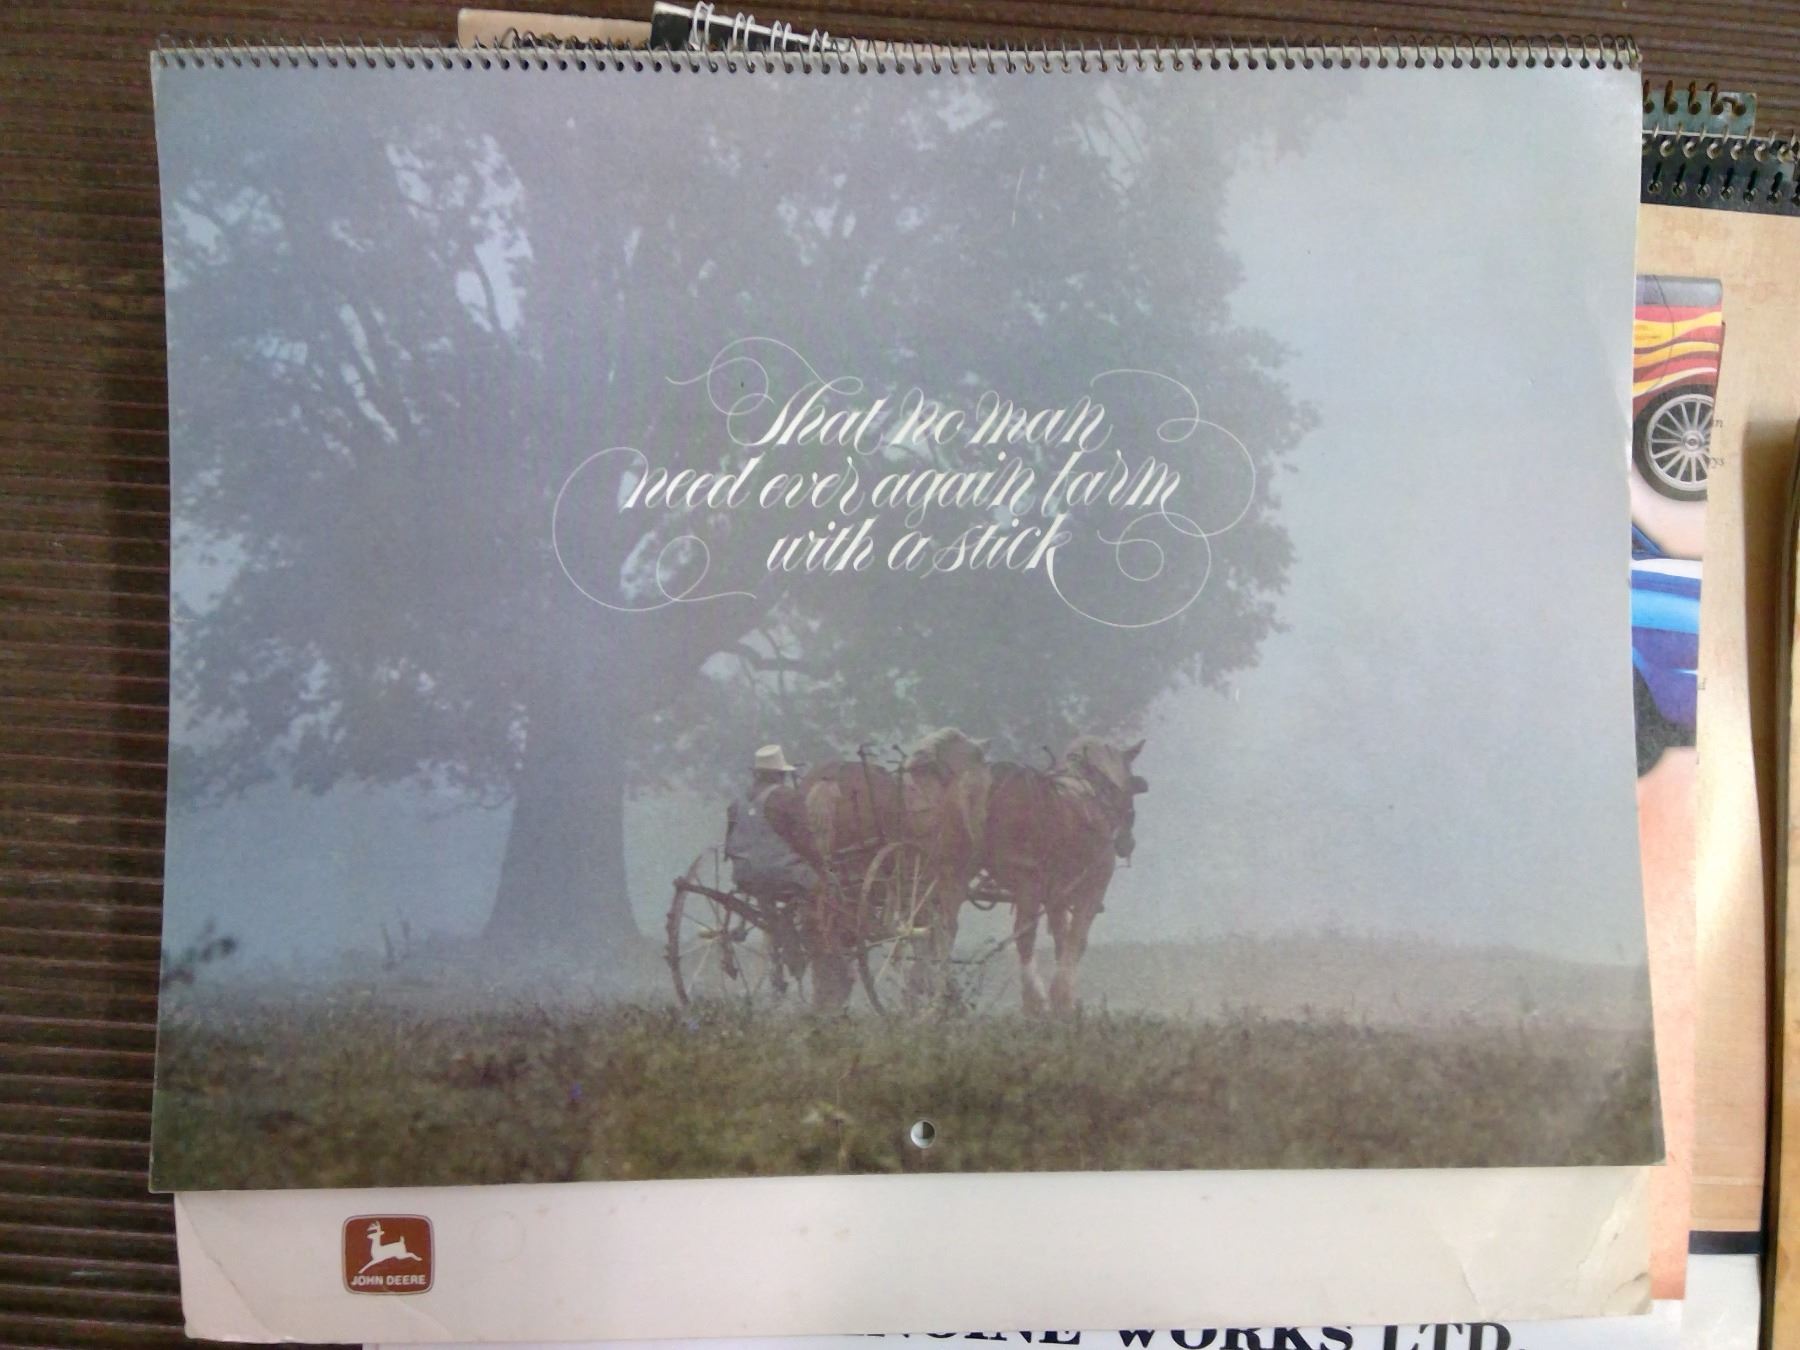 That no man
need ever again farm
with a stick
JOHN DEERE
WORKS LTD.